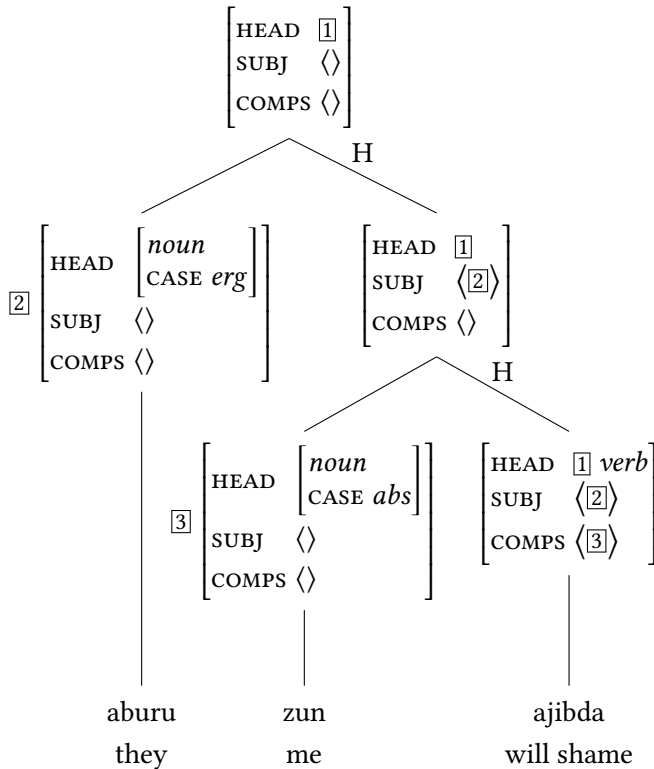 HEAD 1
SUBJ ⟨⟩
COMPS ⟨⟩
H
2 HEAD noun
CASE erg
SUBJ ⟨⟩
COMPS ⟨⟩
HEAD 1
SUBJ ⟨2⟩
COMPS ⟨⟩
H
3 HEAD noun
CASE abs
SUBJ ⟨⟩
COMPS ⟨⟩
HEAD 1 verb
SUBJ ⟨2⟩
COMPS ⟨3⟩
aburu zun ajibda
they me will shame